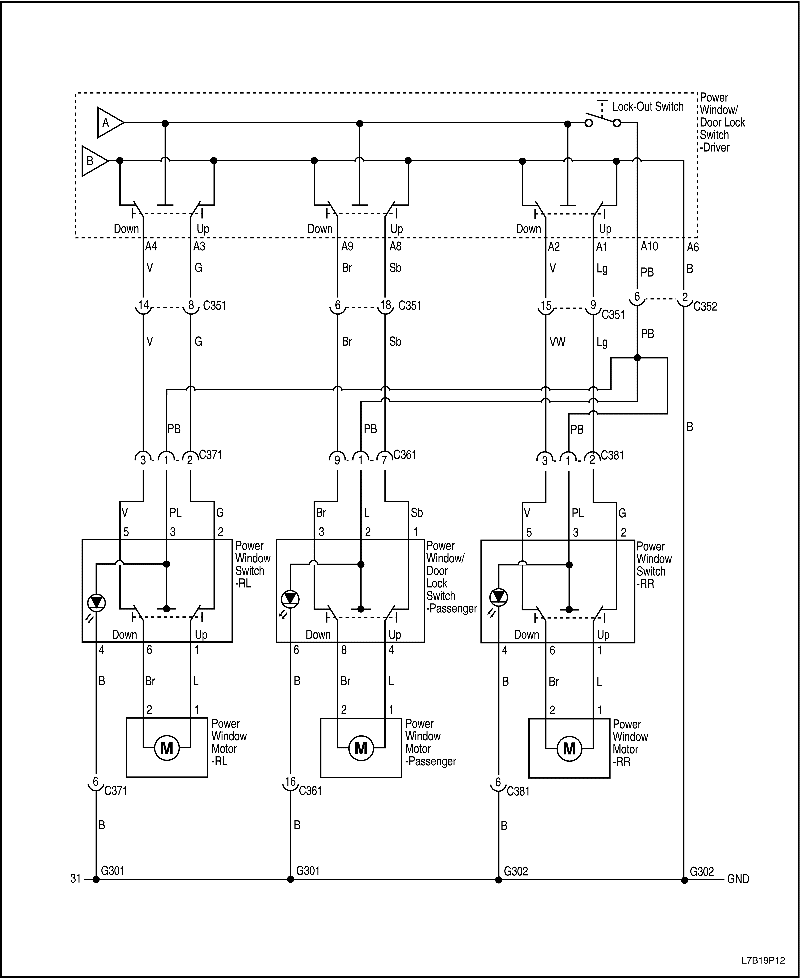 Lock-Out Switch
Power
Window/
Door Lock
Switch
-Driver
A
B
Down Up Down Up Down Up
A4 A3 A9 A8 A2 A1 A10 A6
V G Br Sb V Lg PB B
14 8 C351 6 18 C351 15 9 C351 6 2 C352
V G Br Sb VW Lg PB
PB PB PB B
3 1 2 C371 9 1 7 C361 3 1 2 C381
V PL G Br L Sb V PL G
5 3 2 3 2 1 5 3 2
Power
Window
Switch
-RL
Power
Window/
Door
Lock
Switch
-Passenger
Power
Window
Switch
-RR
Down Up Down Up Down Up
4 6 1 6 8 4 4 6 1
B Br L B Br L B Br L
2 1 2 1 2 1
M
Power
Window
Motor
-RL
M
Power
Window
Motor
-Passenger
M
Power
Window
Motor
-RR
6 C371 16 C361 6 C381
B B B
31 G301 G301 G302 G302 GND
L7B19P12